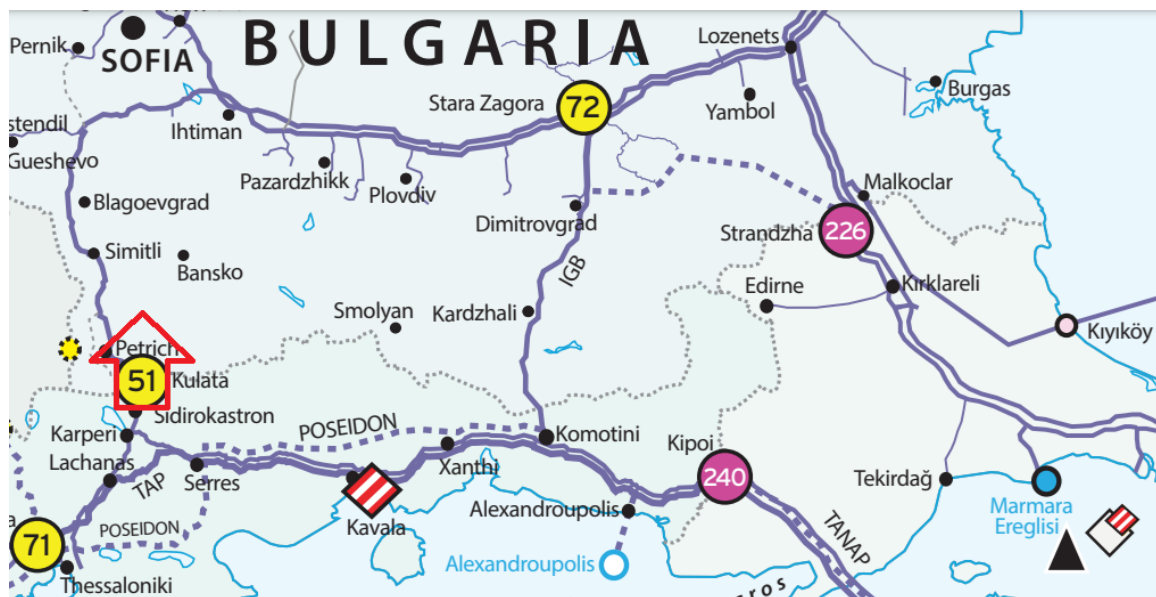 BULGARIA
Pernik
SOFIA
Lozenets
Stara Zagora
72
Burgas
Yambol
stendil
Ihtiman
Gueshevo
Pazardzhikk
Plovdiv
Malkoclar
Blagoevgrad
Dimitrovgrad
Strandzha
226
Simitli
Bansko
IGB
Edirne
Kırklareli
Smolyan
Kardzhali
Kıyıköy
Petrich
51
Kulata
Sidirokastron
POSEIDON
Karperi
Komotini
Kipoi
Lachanas
TAP
Serres
Xanthi
240
Tekirdağ
Kavala
Alexandroupolis
Marmara
Ereglisi
POSEIDON
TANAP
a
71
Alexandroupolis
Thessaloniki
ros